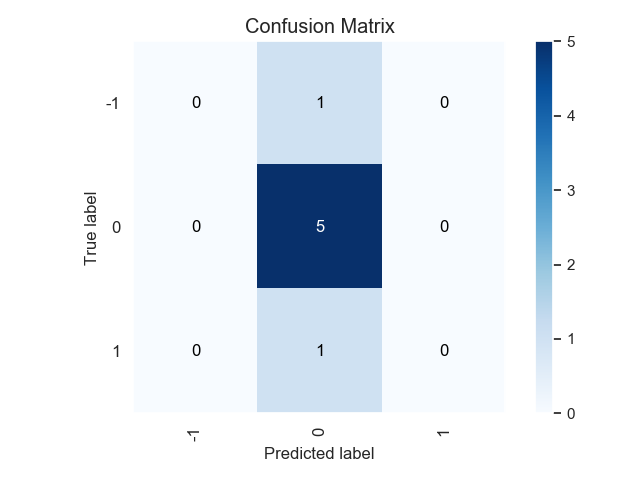 Confusion Matrix
-1 0 1 0
0 0 5 0
1 0 1 0
True label
-1 0 1
Predicted label
5
4
3
2
1
0